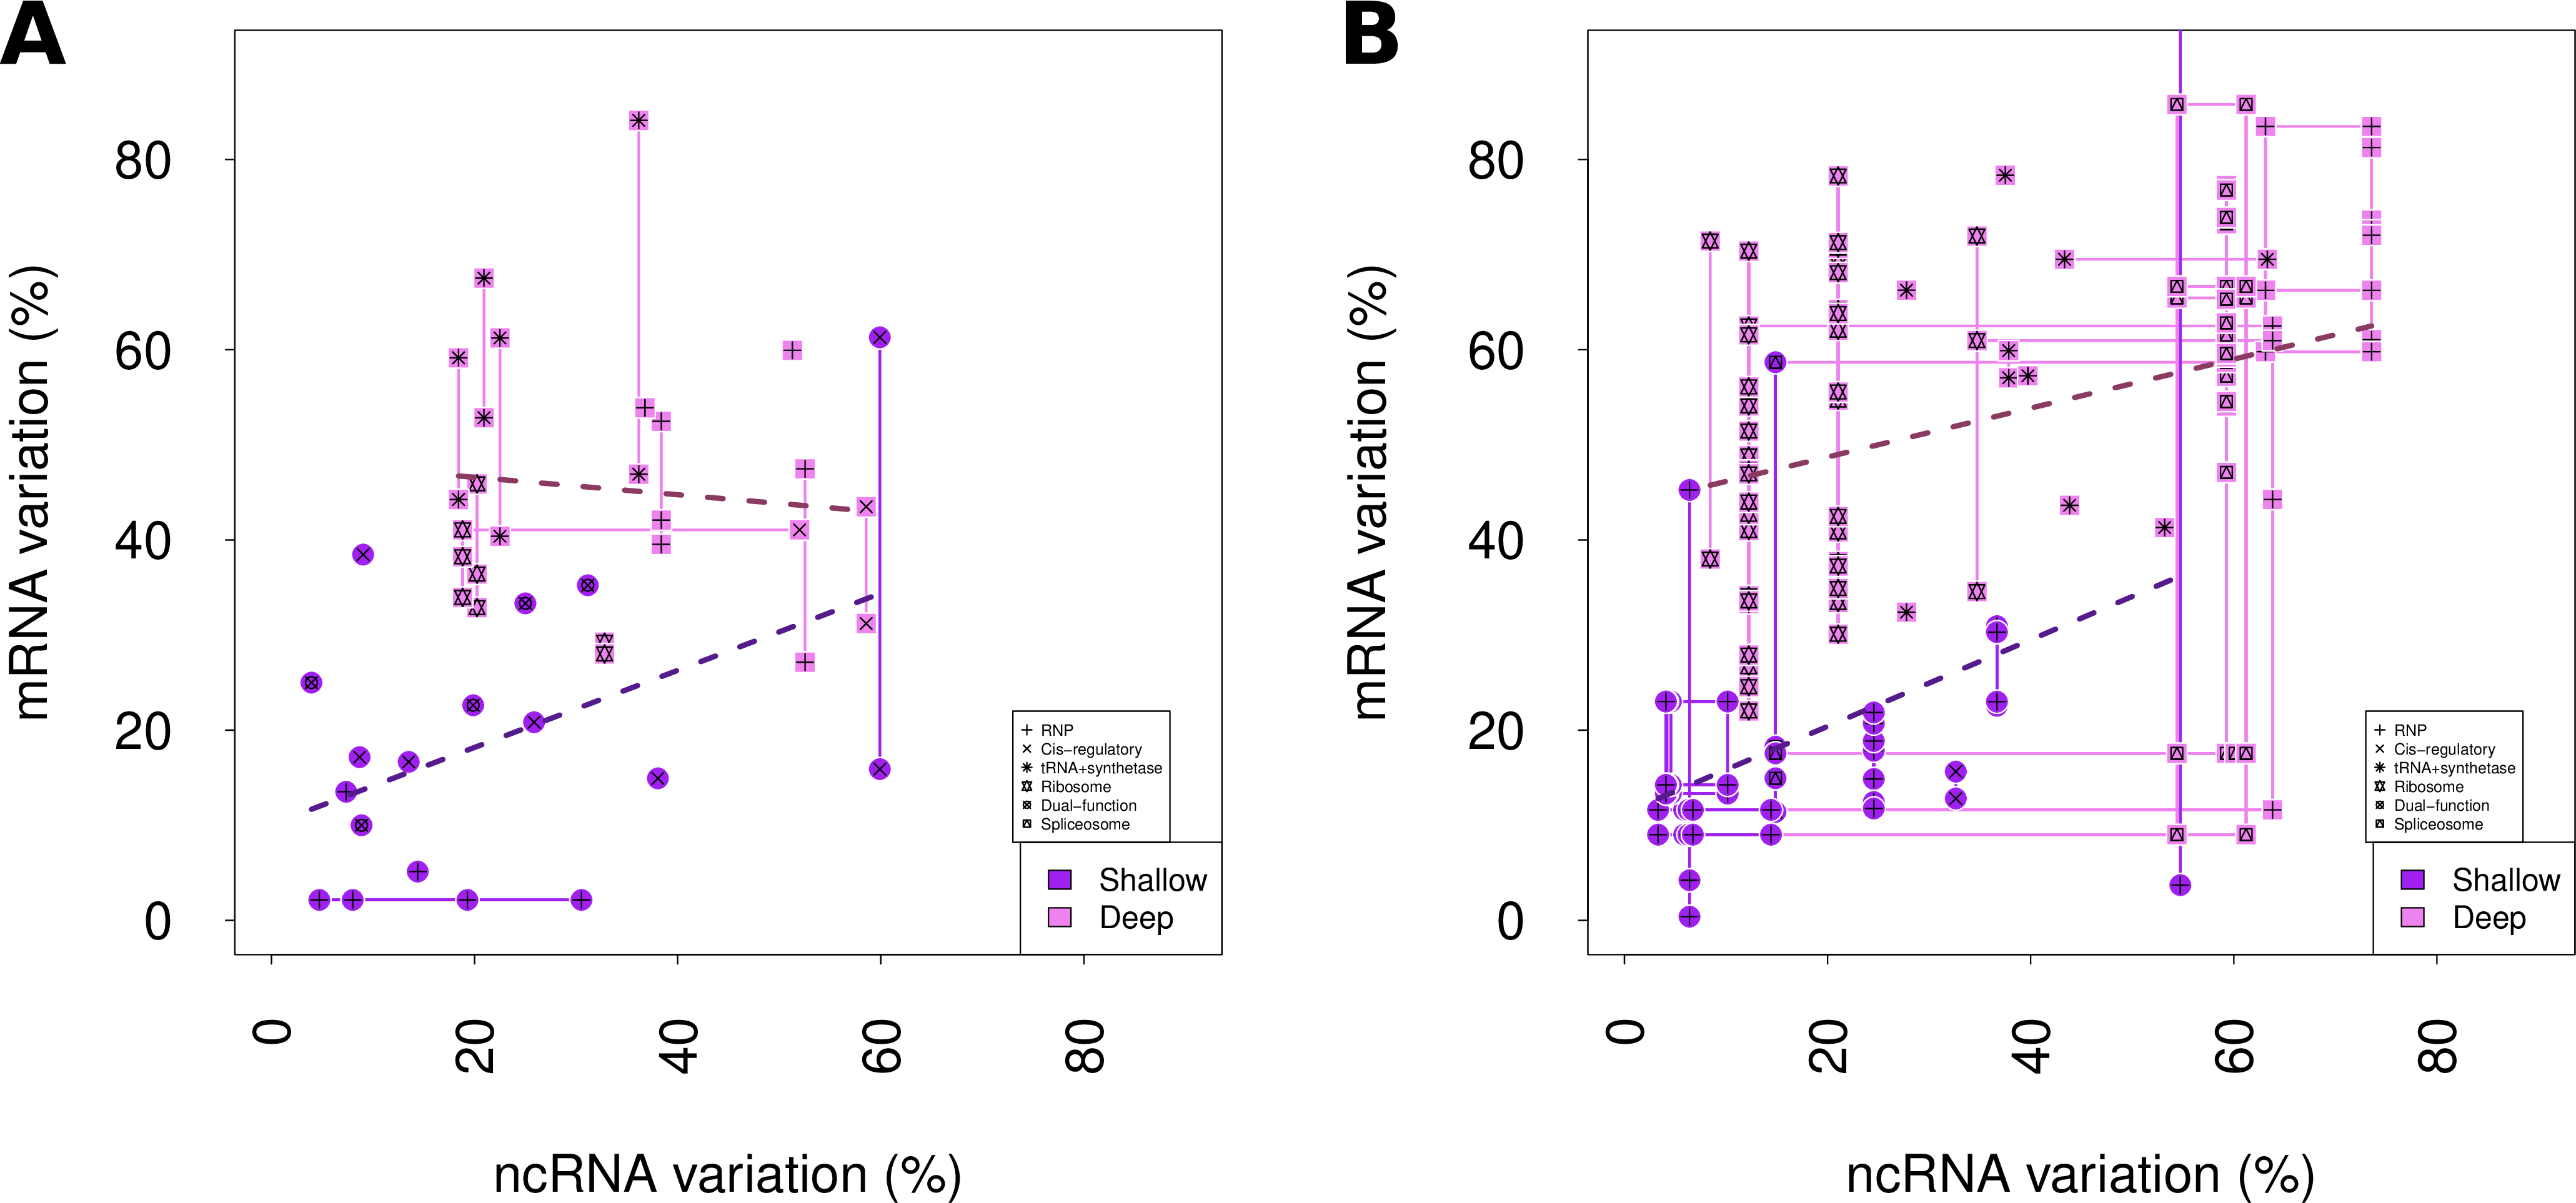 A
mRNA variation (%)
80
60
40
20
0
0 20 40 60 80
ncRNA variation (%)
RNP
Cis−regulatory
tRNA+synthetase
Ribosome
Dual−function
Spliceosome
Shallow
Deep
B
mRNA variation (%)
80
60
40
20
0
0 20 40 60 80
ncRNA variation (%)
RNP
Cis−regulatory
tRNA+synthetase
Ribosome
Dual−function
Spliceosome
Shallow
Deep